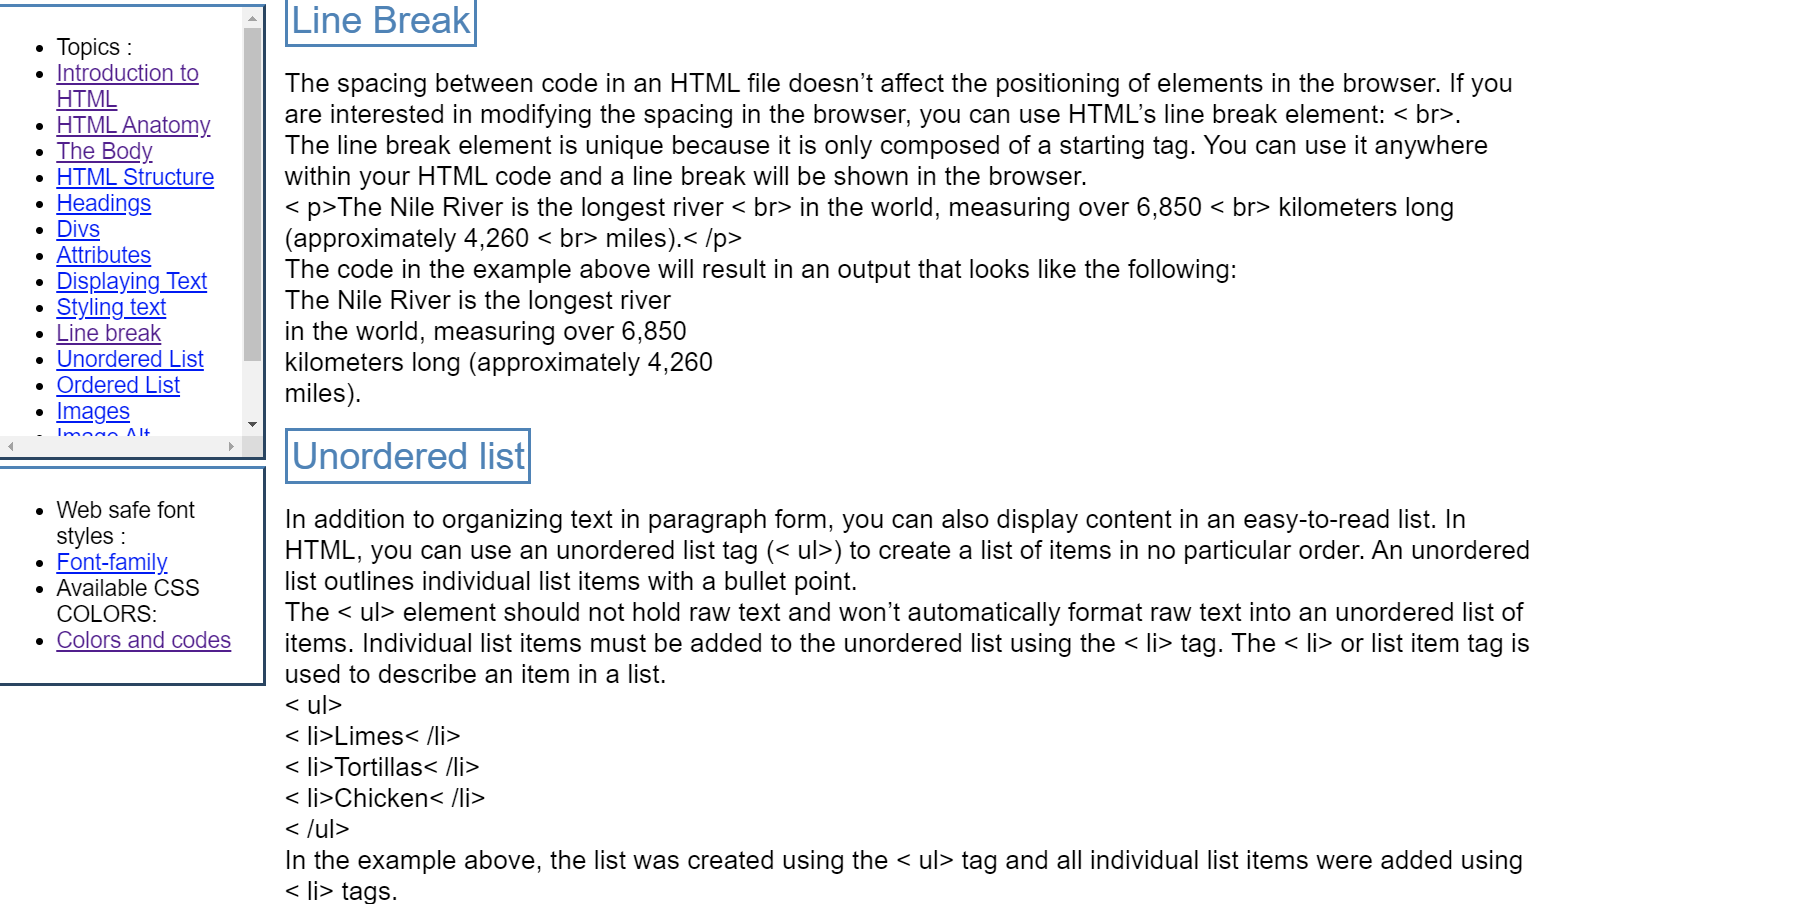 Topics :
Introduction to
HTML
HTML Anatomy
The Body
HTML Structure
Headings
Divs
Attributes
Displaying Text
Styling text
Line break
Unordered List
Ordered List
Images
Image Alt
Web safe font
styles :
Font-family
Available CSS
COLORS:
Colors and codes
Line Break
The spacing between code in an HTML file doesn’t affect the positioning of elements in the browser. If you
are interested in modifying the spacing in the browser, you can use HTML’s line break element: < br>.
The line break element is unique because it is only composed of a starting tag. You can use it anywhere
within your HTML code and a line break will be shown in the browser.
< p>The Nile River is the longest river < br> in the world, measuring over 6,850 < br> kilometers long
(approximately 4,260 < br> miles).< /p>
The code in the example above will result in an output that looks like the following:
The Nile River is the longest river
in the world, measuring over 6,850
kilometers long (approximately 4,260
miles).
Unordered list
In addition to organizing text in paragraph form, you can also display content in an easy-to-read list. In
HTML, you can use an unordered list tag (< ul>) to create a list of items in no particular order. An unordered
list outlines individual list items with a bullet point.
The < ul> element should not hold raw text and won’t automatically format raw text into an unordered list of
items. Individual list items must be added to the unordered list using the < li> tag. The < li> or list item tag is
used to describe an item in a list.
< ul>
< li>Limes< /li>
< li>Tortillas< /li>
< li>Chicken< /li>
< /ul>
In the example above, the list was created using the < ul> tag and all individual list items were added using
< li> tags.